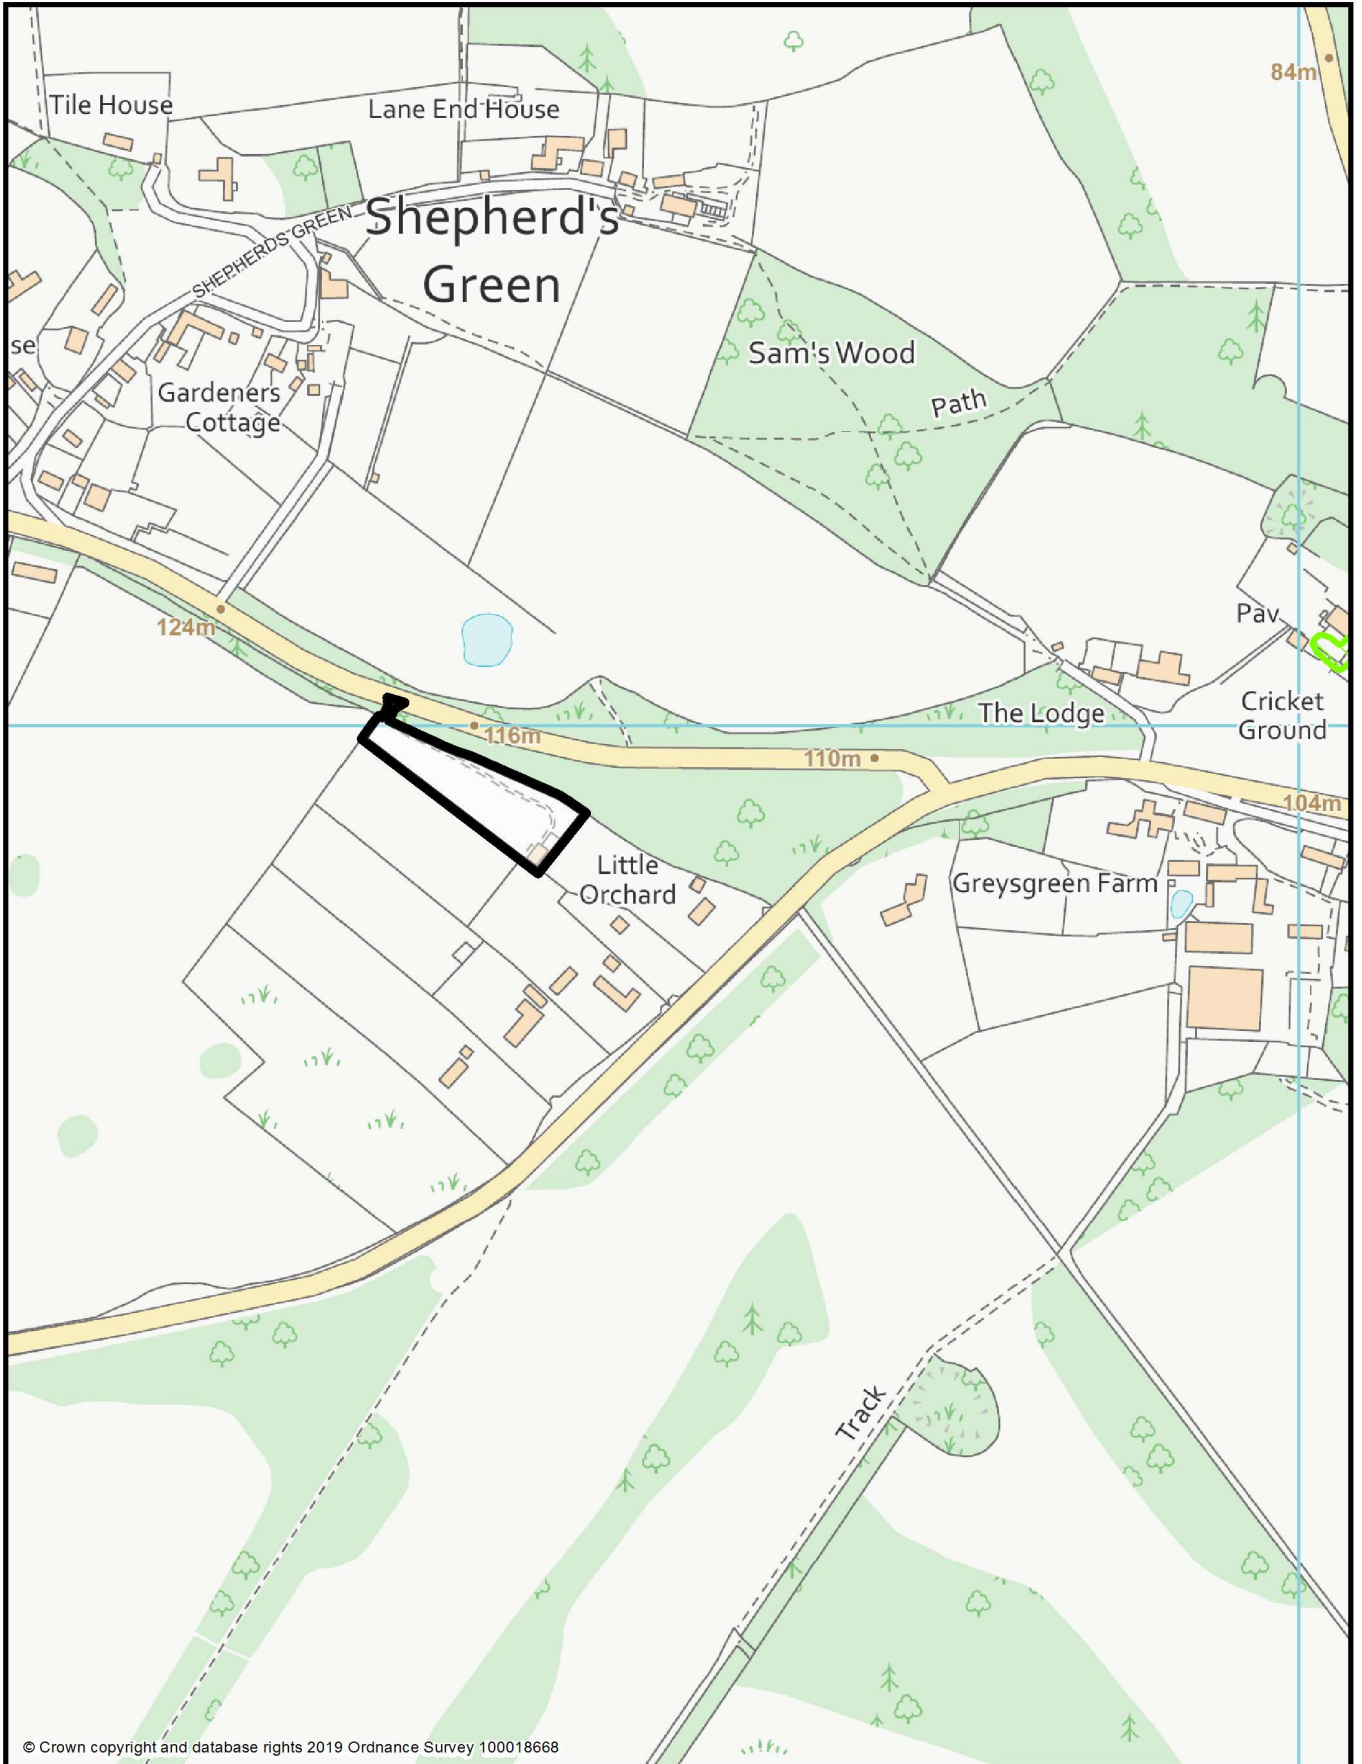 84m
Tile House
Lane End House
Shepherd's
Green
SHEPHERDS GREEN
se
Sam's Wood
Path
Gardeners
Cottage
124m
Pav
The Lodge
Cricket
Ground
116m
110m
104m
Little
Orchard
Greysgreen Farm
Track
© Crown copyright and database rights 2019 Ordnance Survey 100018668